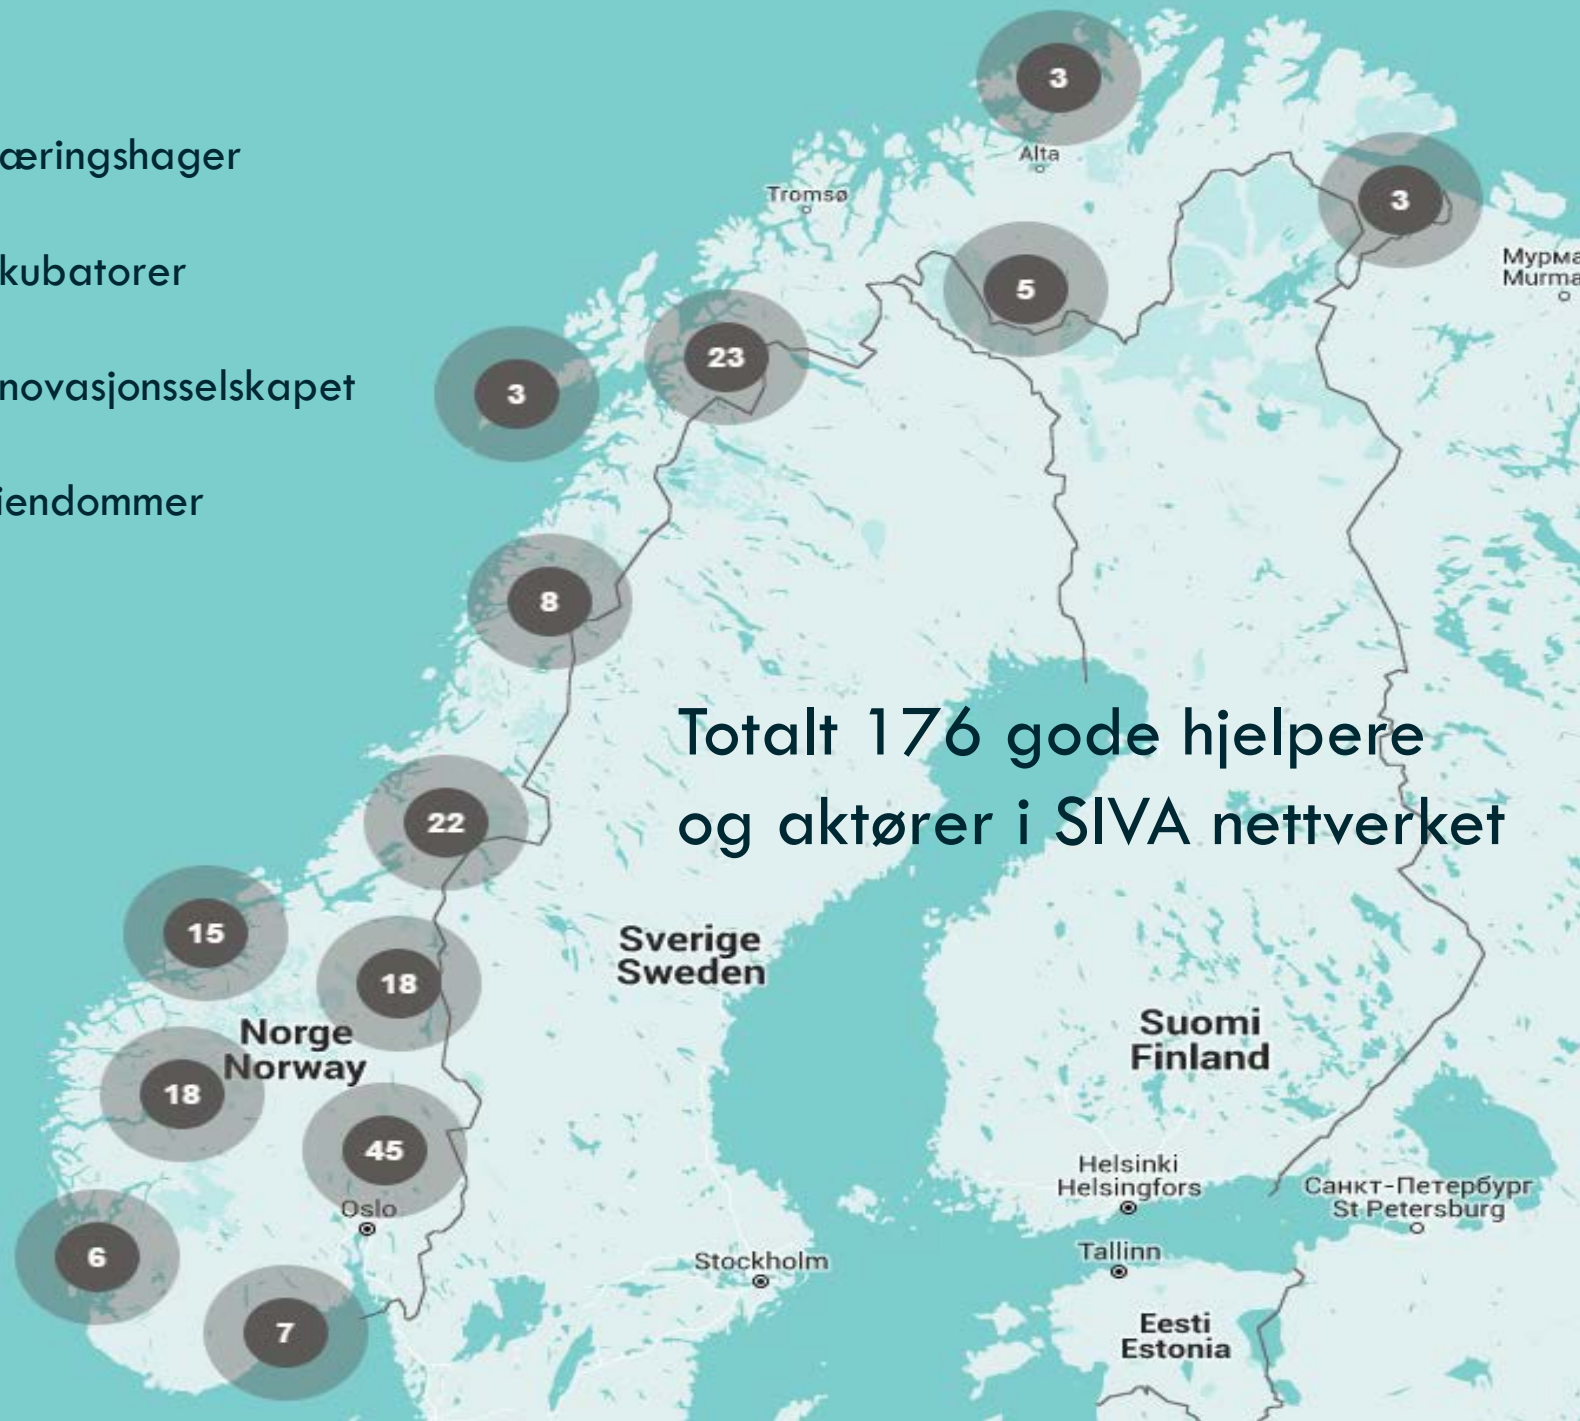 æringshager
kubatorer
novasjonsselskapet
iendommer
3
Alta
Tromsø
3
Мурма
Murma
5
23
3
8
Totalt 176 gode hjelpere
og aktører i SIVA nettverket
22
15
Sverige
Sweden
18
Norge
Norway
Suomi
Finland
18
45
Oslo
Helsinki
Helsingfors
Санкт-Петербург
St Petersburg
6
Stockholm
Tallinn
7
Eesti
Estonia